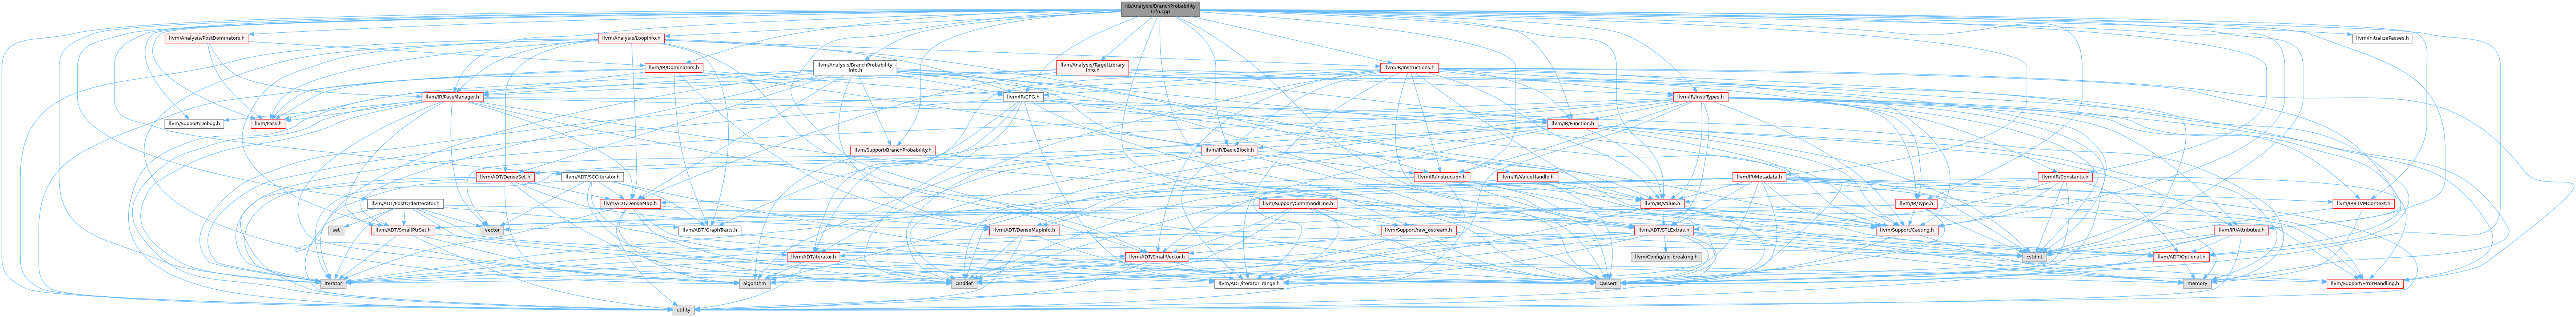 lib/Analysis/BranchProbability
Info.cpp
llvm/Analysis/PostDominators.h
llvm/Analysis/LoopInfo.h
llvm/InitializePasses.h
llvm/IR/Dominators.h
llvm/Analysis/BranchProbability
Info.h
llvm/Analysis/TargetLibrary
Info.h
llvm/IR/Instructions.h
llvm/IR/PassManager.h
llvm/IR/CFG.h
llvm/IR/InstrTypes.h
llvm/Support/Debug.h
llvm/Pass.h
llvm/IR/Function.h
llvm/Support/BranchProbability.h
llvm/IR/BasicBlock.h
llvm/ADT/DenseSet.h
llvm/ADT/SCCIterator.h
llvm/IR/Instruction.h
llvm/IR/ValueHandle.h
llvm/IR/Metadata.h
llvm/IR/Constants.h
llvm/ADT/PostOrderIterator.h
llvm/ADT/DenseMap.h
llvm/Support/CommandLine.h
llvm/IR/Value.h
llvm/IR/Type.h
llvm/IR/LLVMContext.h
set
llvm/ADT/SmallPtrSet.h
vector
llvm/ADT/GraphTraits.h
llvm/ADT/DenseMapInfo.h
llvm/Support/raw_ostream.h
llvm/ADT/STLExtras.h
llvm/Support/Casting.h
llvm/IR/Attributes.h
llvm/ADT/iterator.h
llvm/ADT/SmallVector.h
llvm/Config/abi-breaking.h
cstdint
llvm/ADT/Optional.h
iterator
algorithm
cstddef
llvm/ADT/iterator_range.h
cassert
memory
llvm/Support/ErrorHandling.h
utility